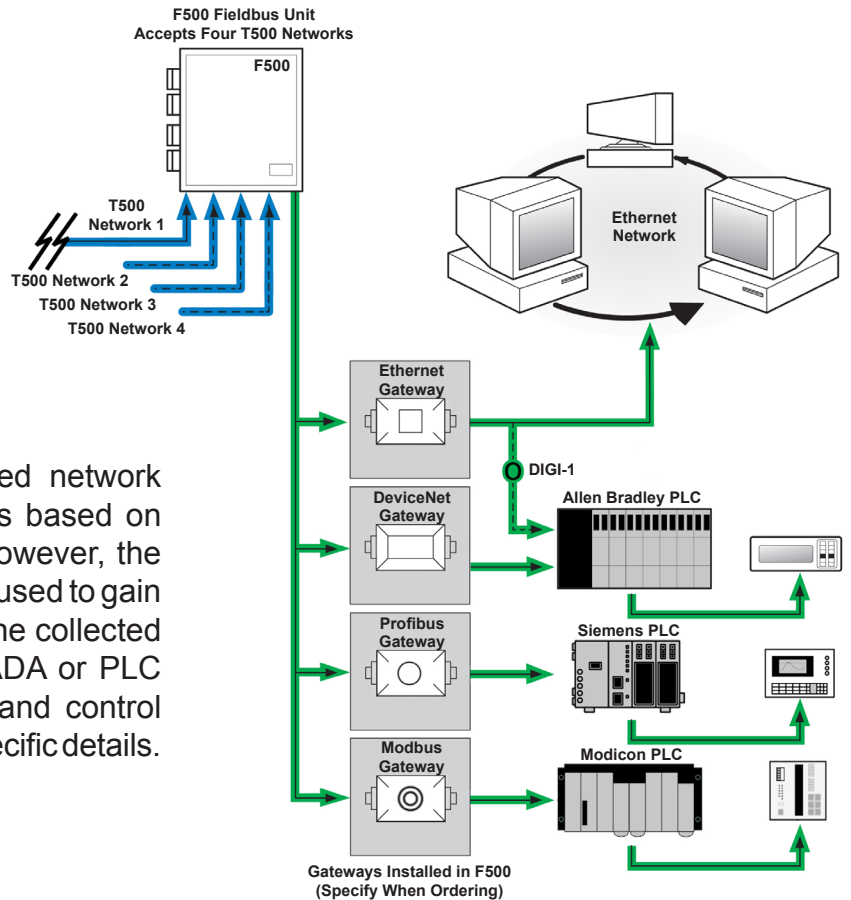 F500 Fieldbus Unit
Accepts Four T500 Networks
F500
T500
Network 1
T500 Network 2
T500 Network 3
T500 Network 4
Ethernet
Network
Ethernet
Gateway
DIGI-1
DeviceNet
Gateway
Allen Bradley PLC
Profibus
Gateway
Siemens PLC
Modbus
Gateway
Modicon PLC
Gateways Installed in F500
(Specify When Ordering)
ed network
s based on
owever, the
used to gain
he collected
ADA or PLC
and control
ecific details.